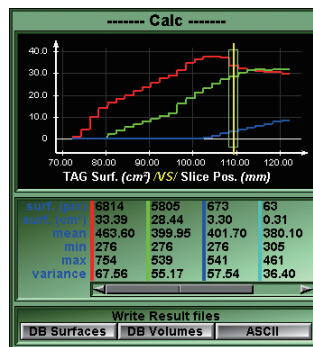 ------- Calc -------
40.0
30.0
20.0
10.0
0
70.00 80.00 90.00 100.00 110.00 120.00
TAG Surf. (cm²) /VS/ Slice Pos. (mm)
surf. (pix) 6814 5805 673 63
surf. (cm²) 33.39 28.44 3.30 0.31
mean 463.60 399.95 401.70 380.10
min 276 276 276 305
max 754 539 541 461
variance 67.56 55.17 57.54 36.40
Write Result files
DB Surfaces DB Volumes ASCII